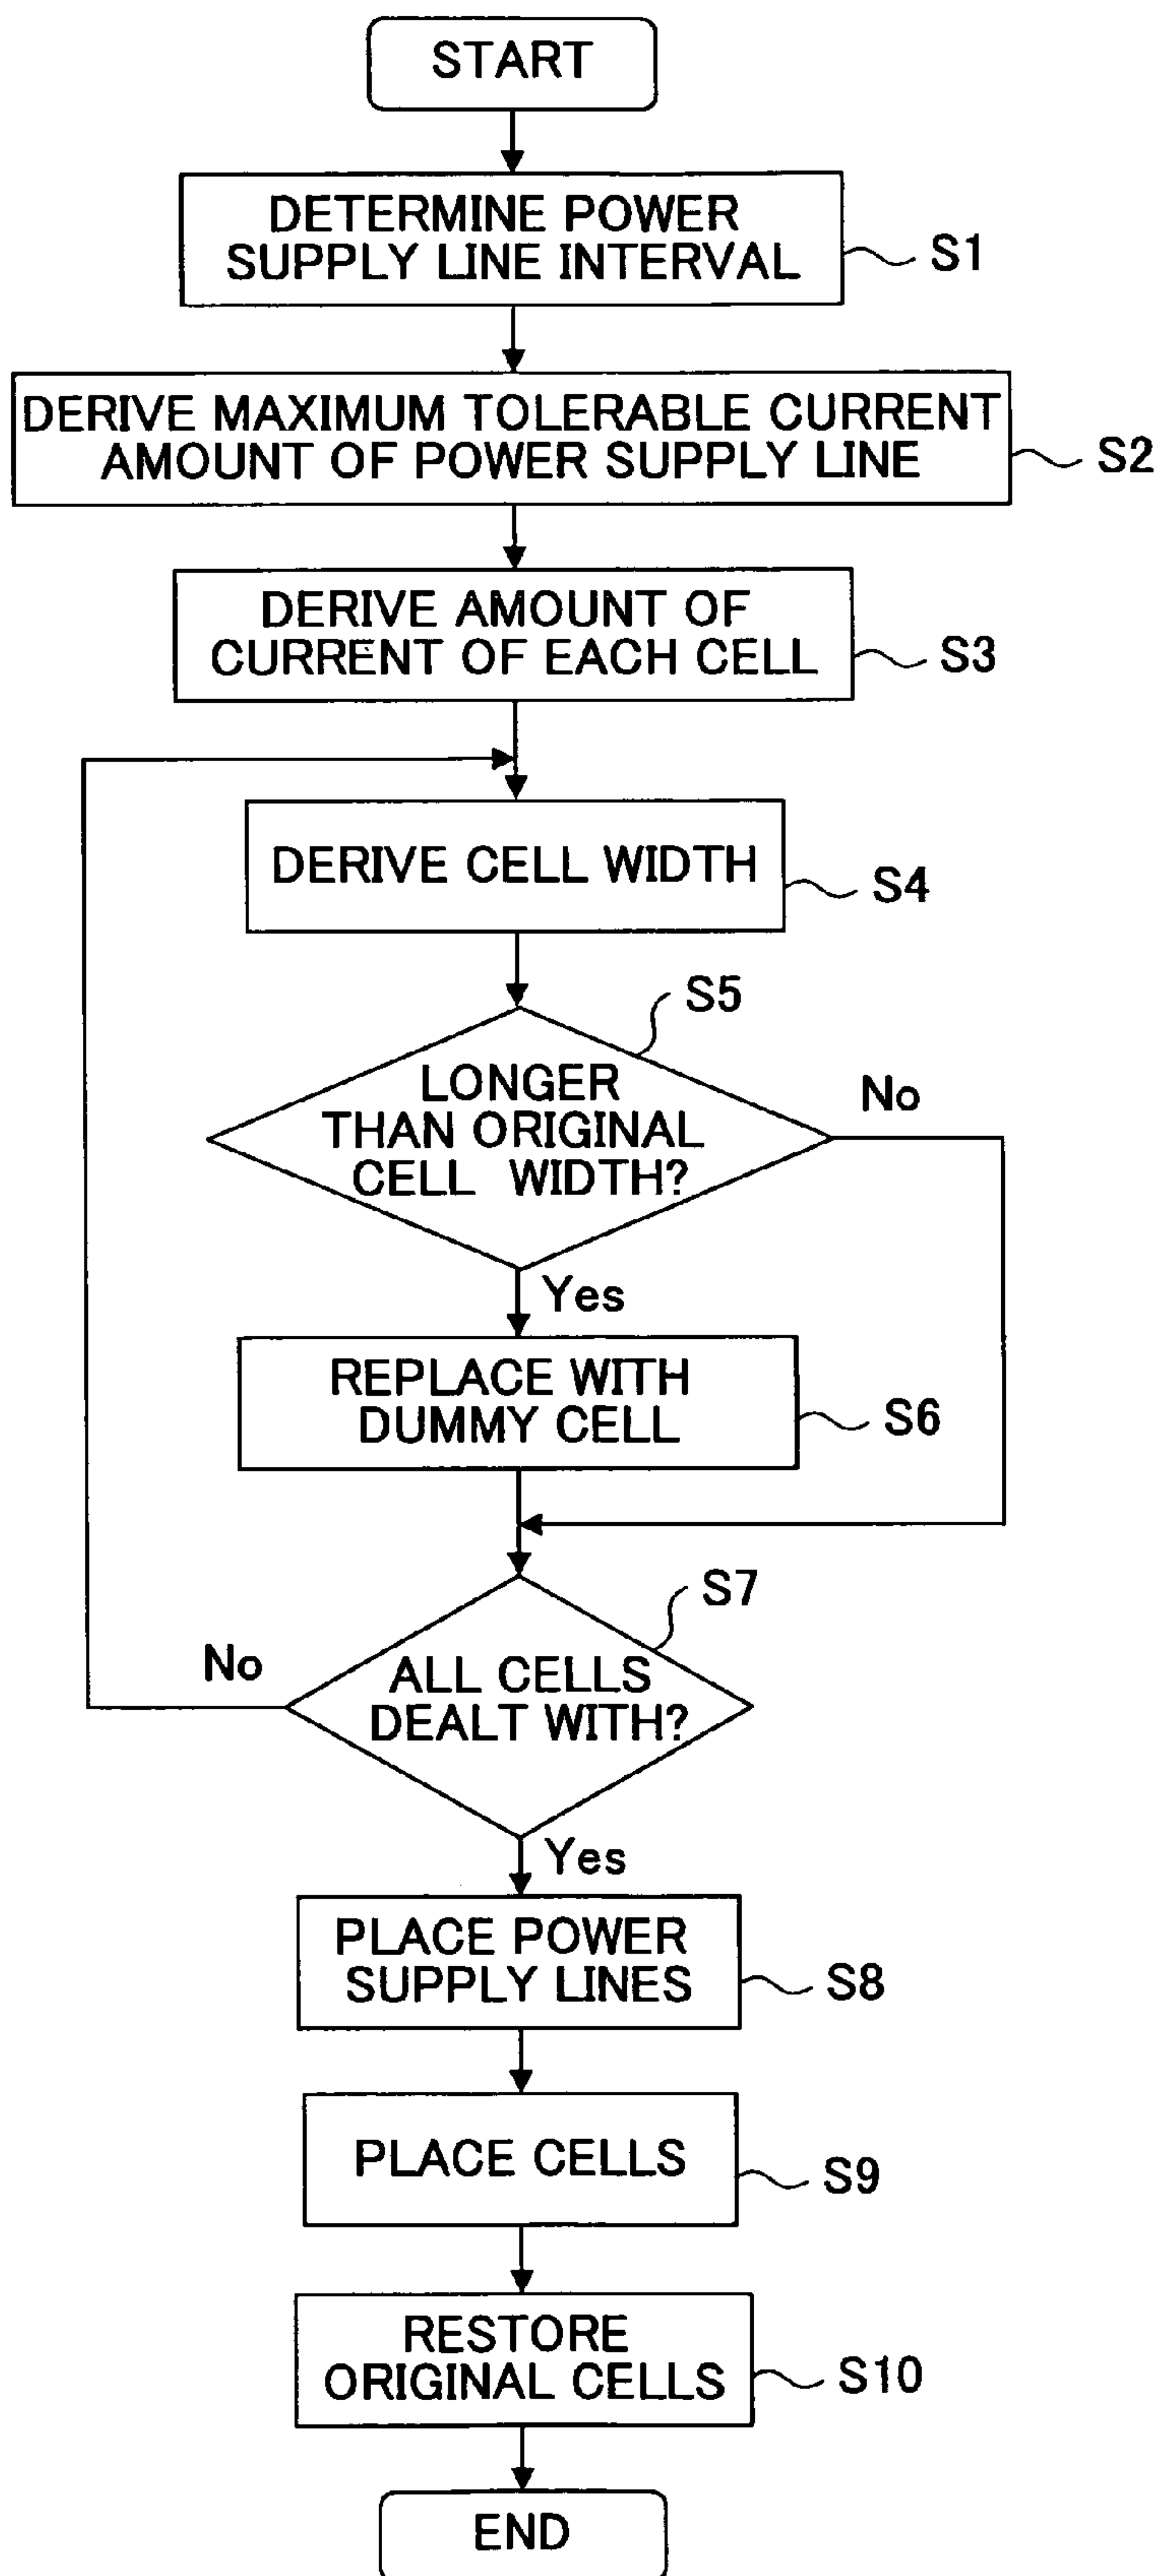 START
DETERMINE POWER
SUPPLY LINE INTERVAL
S1
DERIVE MAXIMUM TOLERABLE CURRENT
AMOUNT OF POWER SUPPLY LINE
S2
DERIVE AMOUNT OF
CURRENT OF EACH CELL
S3
DERIVE CELL WIDTH
S4
S5
LONGER
THAN ORIGINAL
CELL WIDTH?
No
Yes
REPLACE WITH
DUMMY CELL
S6
S7
ALL CELLS
DEALT WITH?
No
Yes
PLACE POWER
SUPPLY LINES
S8
PLACE CELLS
S9
RESTORE
ORIGINAL CELLS
S10
END